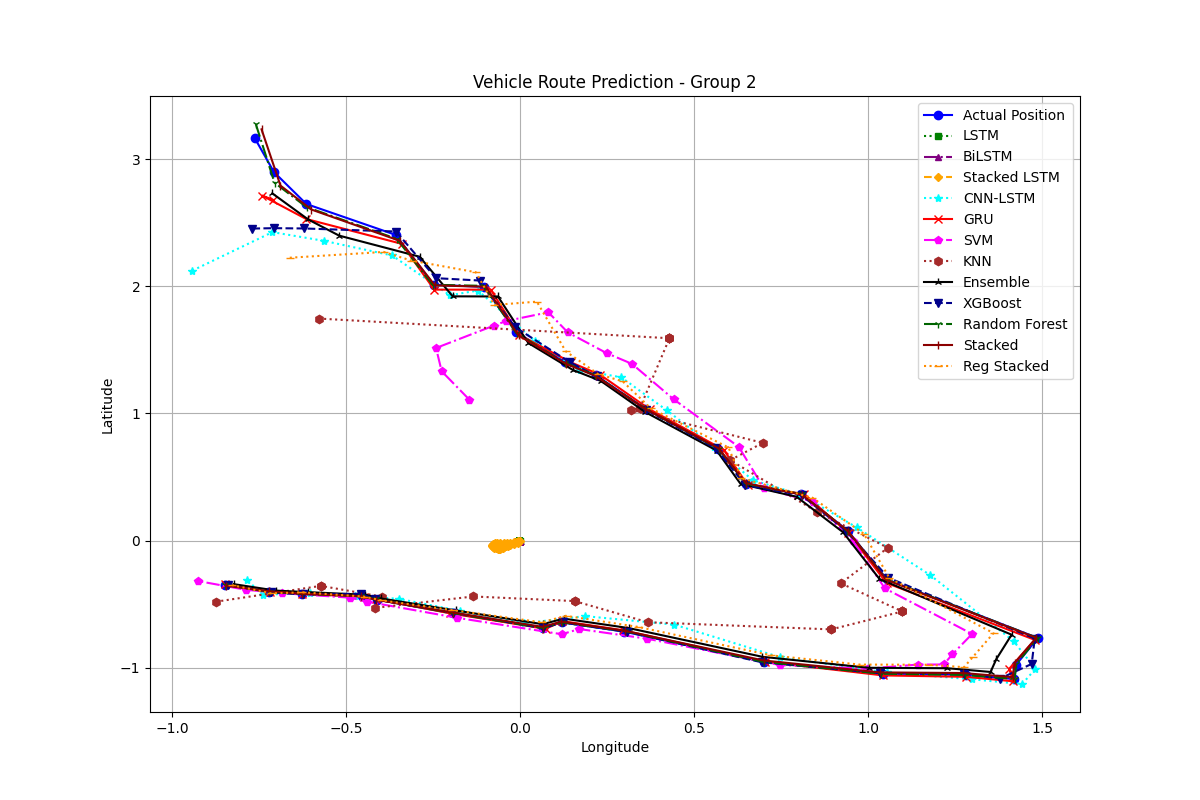 Vehicle Route Prediction - Group 2
Actual Position
LSTM
BiLSTM
Stacked LSTM
CNN-LSTM
GRU
SVM
KNN
Ensemble
XGBoost
Random Forest
Stacked
Reg Stacked
Latitude
3
2
1
0
−1
−1.0
−0.5
0.0
0.5
1.0
1.5
Longitude